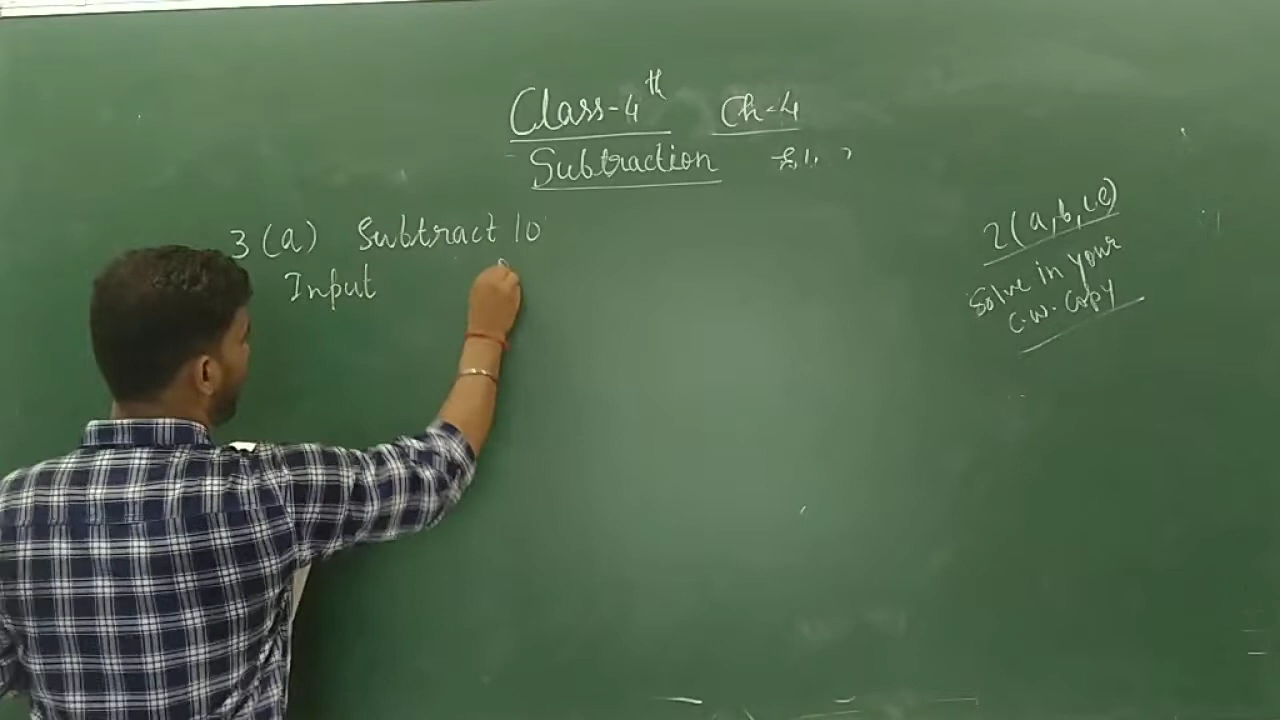 Class-4th Ch-4
Subtraction
3 (a) Subtract 10
Input
2(a,b,c.e)
Solve in your
C.W. Copy